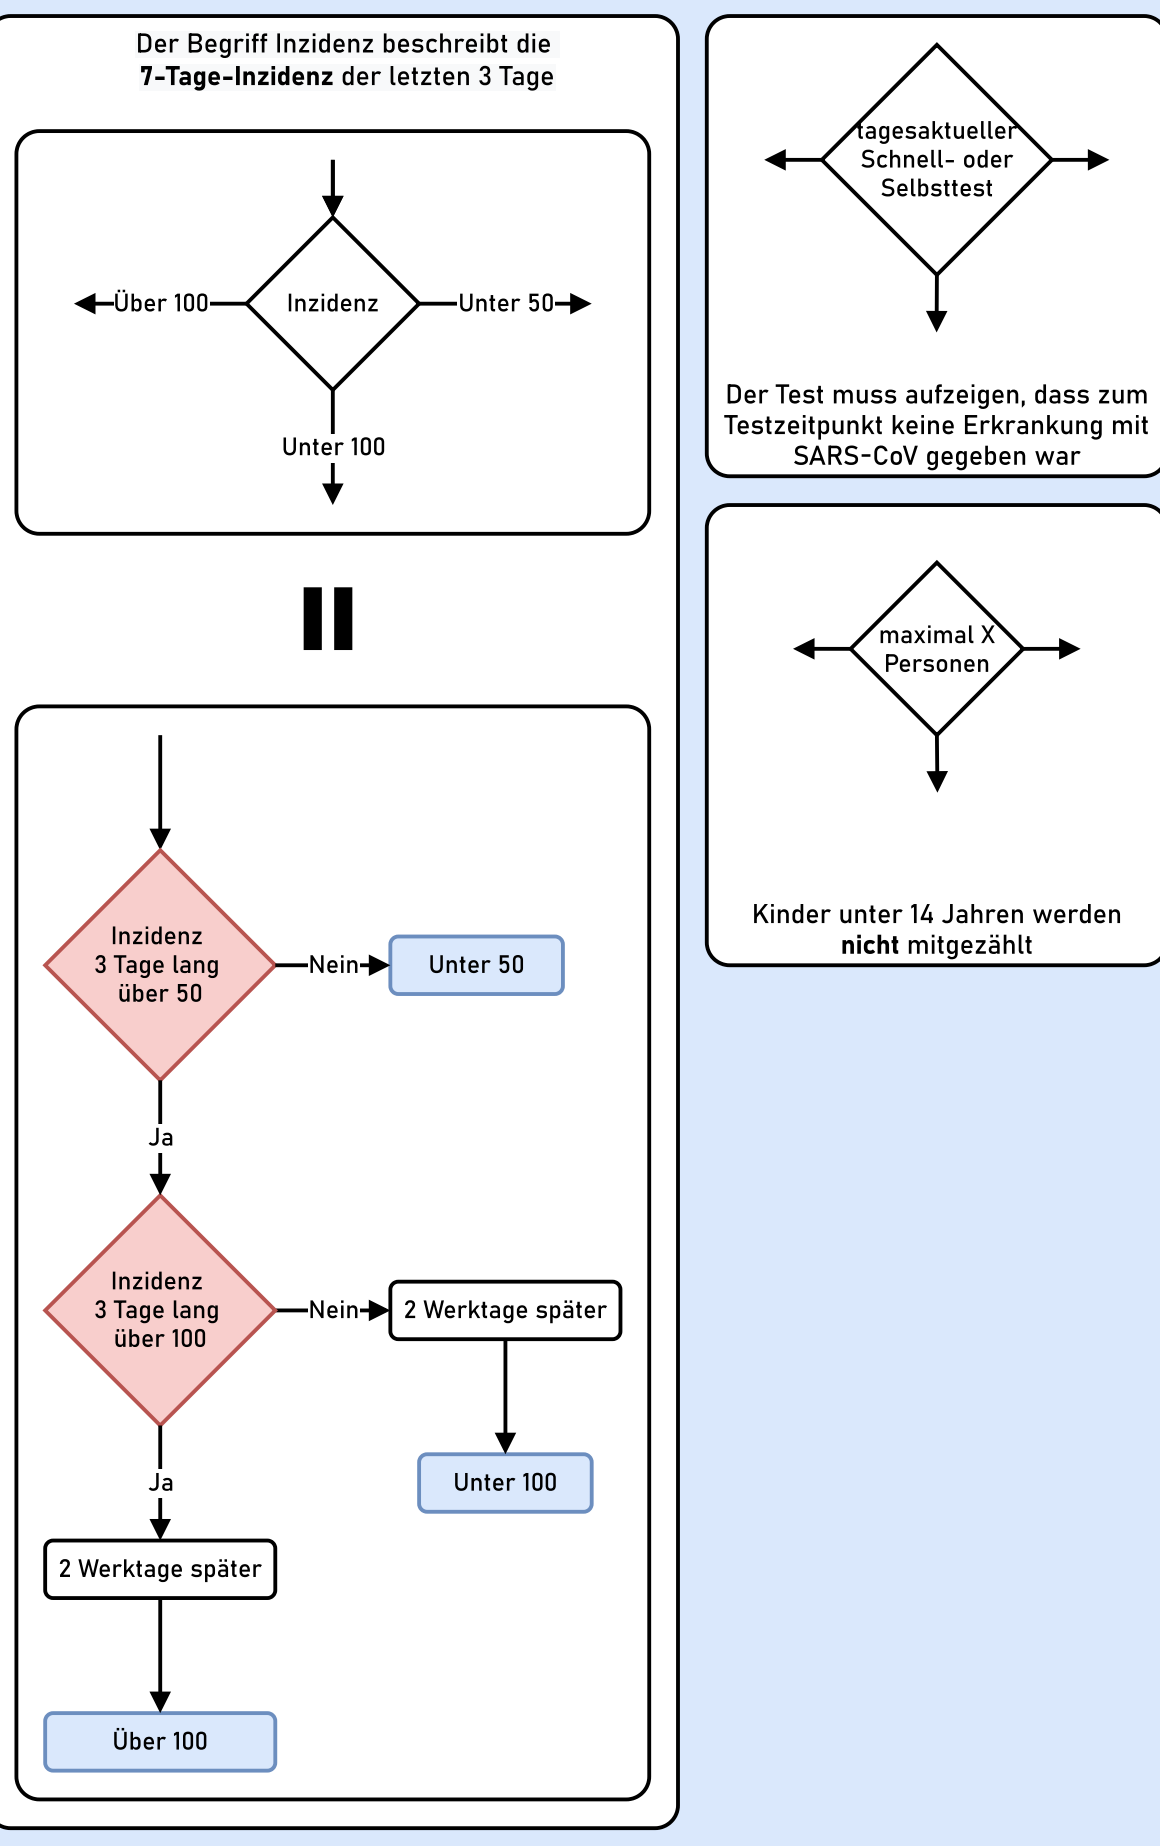 Der Begriff Inzidenz beschreibt die
7-Tage-Inzidenz der letzten 3 Tage
Über 100
Inzidenz
Unter 50
Unter 100
Inzidenz
3 Tage lang
über 50
Nein
Unter 50
Ja
Inzidenz
3 Tage lang
über 100
Nein
2 Werktage später
Unter 100
Ja
2 Werktage später
Über 100
tagesaktueller
Schnell- oder
Selbsttest
Der Test muss aufzeigen, dass zum
Testzeitpunkt keine Erkrankung mit
SARS-CoV gegeben war
maximal X
Personen
Kinder unter 14 Jahren werden
nicht mitgezählt